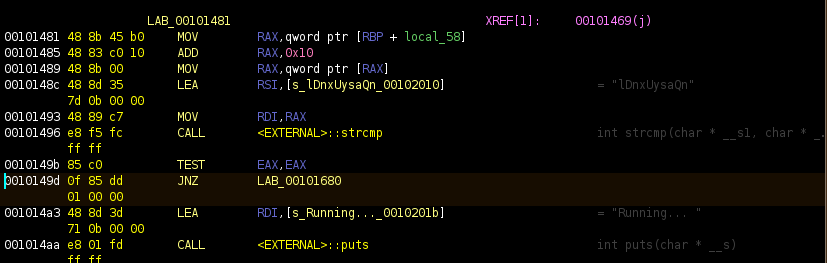 LAB_00101481 XREF[1]: 00101469(j)
00101481 48 8b 45 b0 MOV RAX,qword ptr [RBP + local_58]
00101485 48 83 c0 10 ADD RAX,0x10
00101489 48 8b 00 MOV RAX,qword ptr [RAX]
0010148c 48 8d 35 LEA RSI,[s_lDnxUysaQn_00102010] = "lDnxUysaQn"
7d 0b 00 00
00101493 48 89 c7 MOV RDI,RAX
00101496 e8 f5 fc CALL <EXTERNAL>::strcmp int strcmp(char * __s1, char * _.
ff ff
0010149b 85 c0 TEST EAX,EAX
0010149d 0f 85 dd JNZ LAB_00101680
01 00 00
001014a3 48 8d 3d LEA RDI,[s_Running..._0010201b] = "Running... "
71 0b 00 00
001014aa e8 01 fd CALL <EXTERNAL>::puts int puts(char * __s)
ff ff